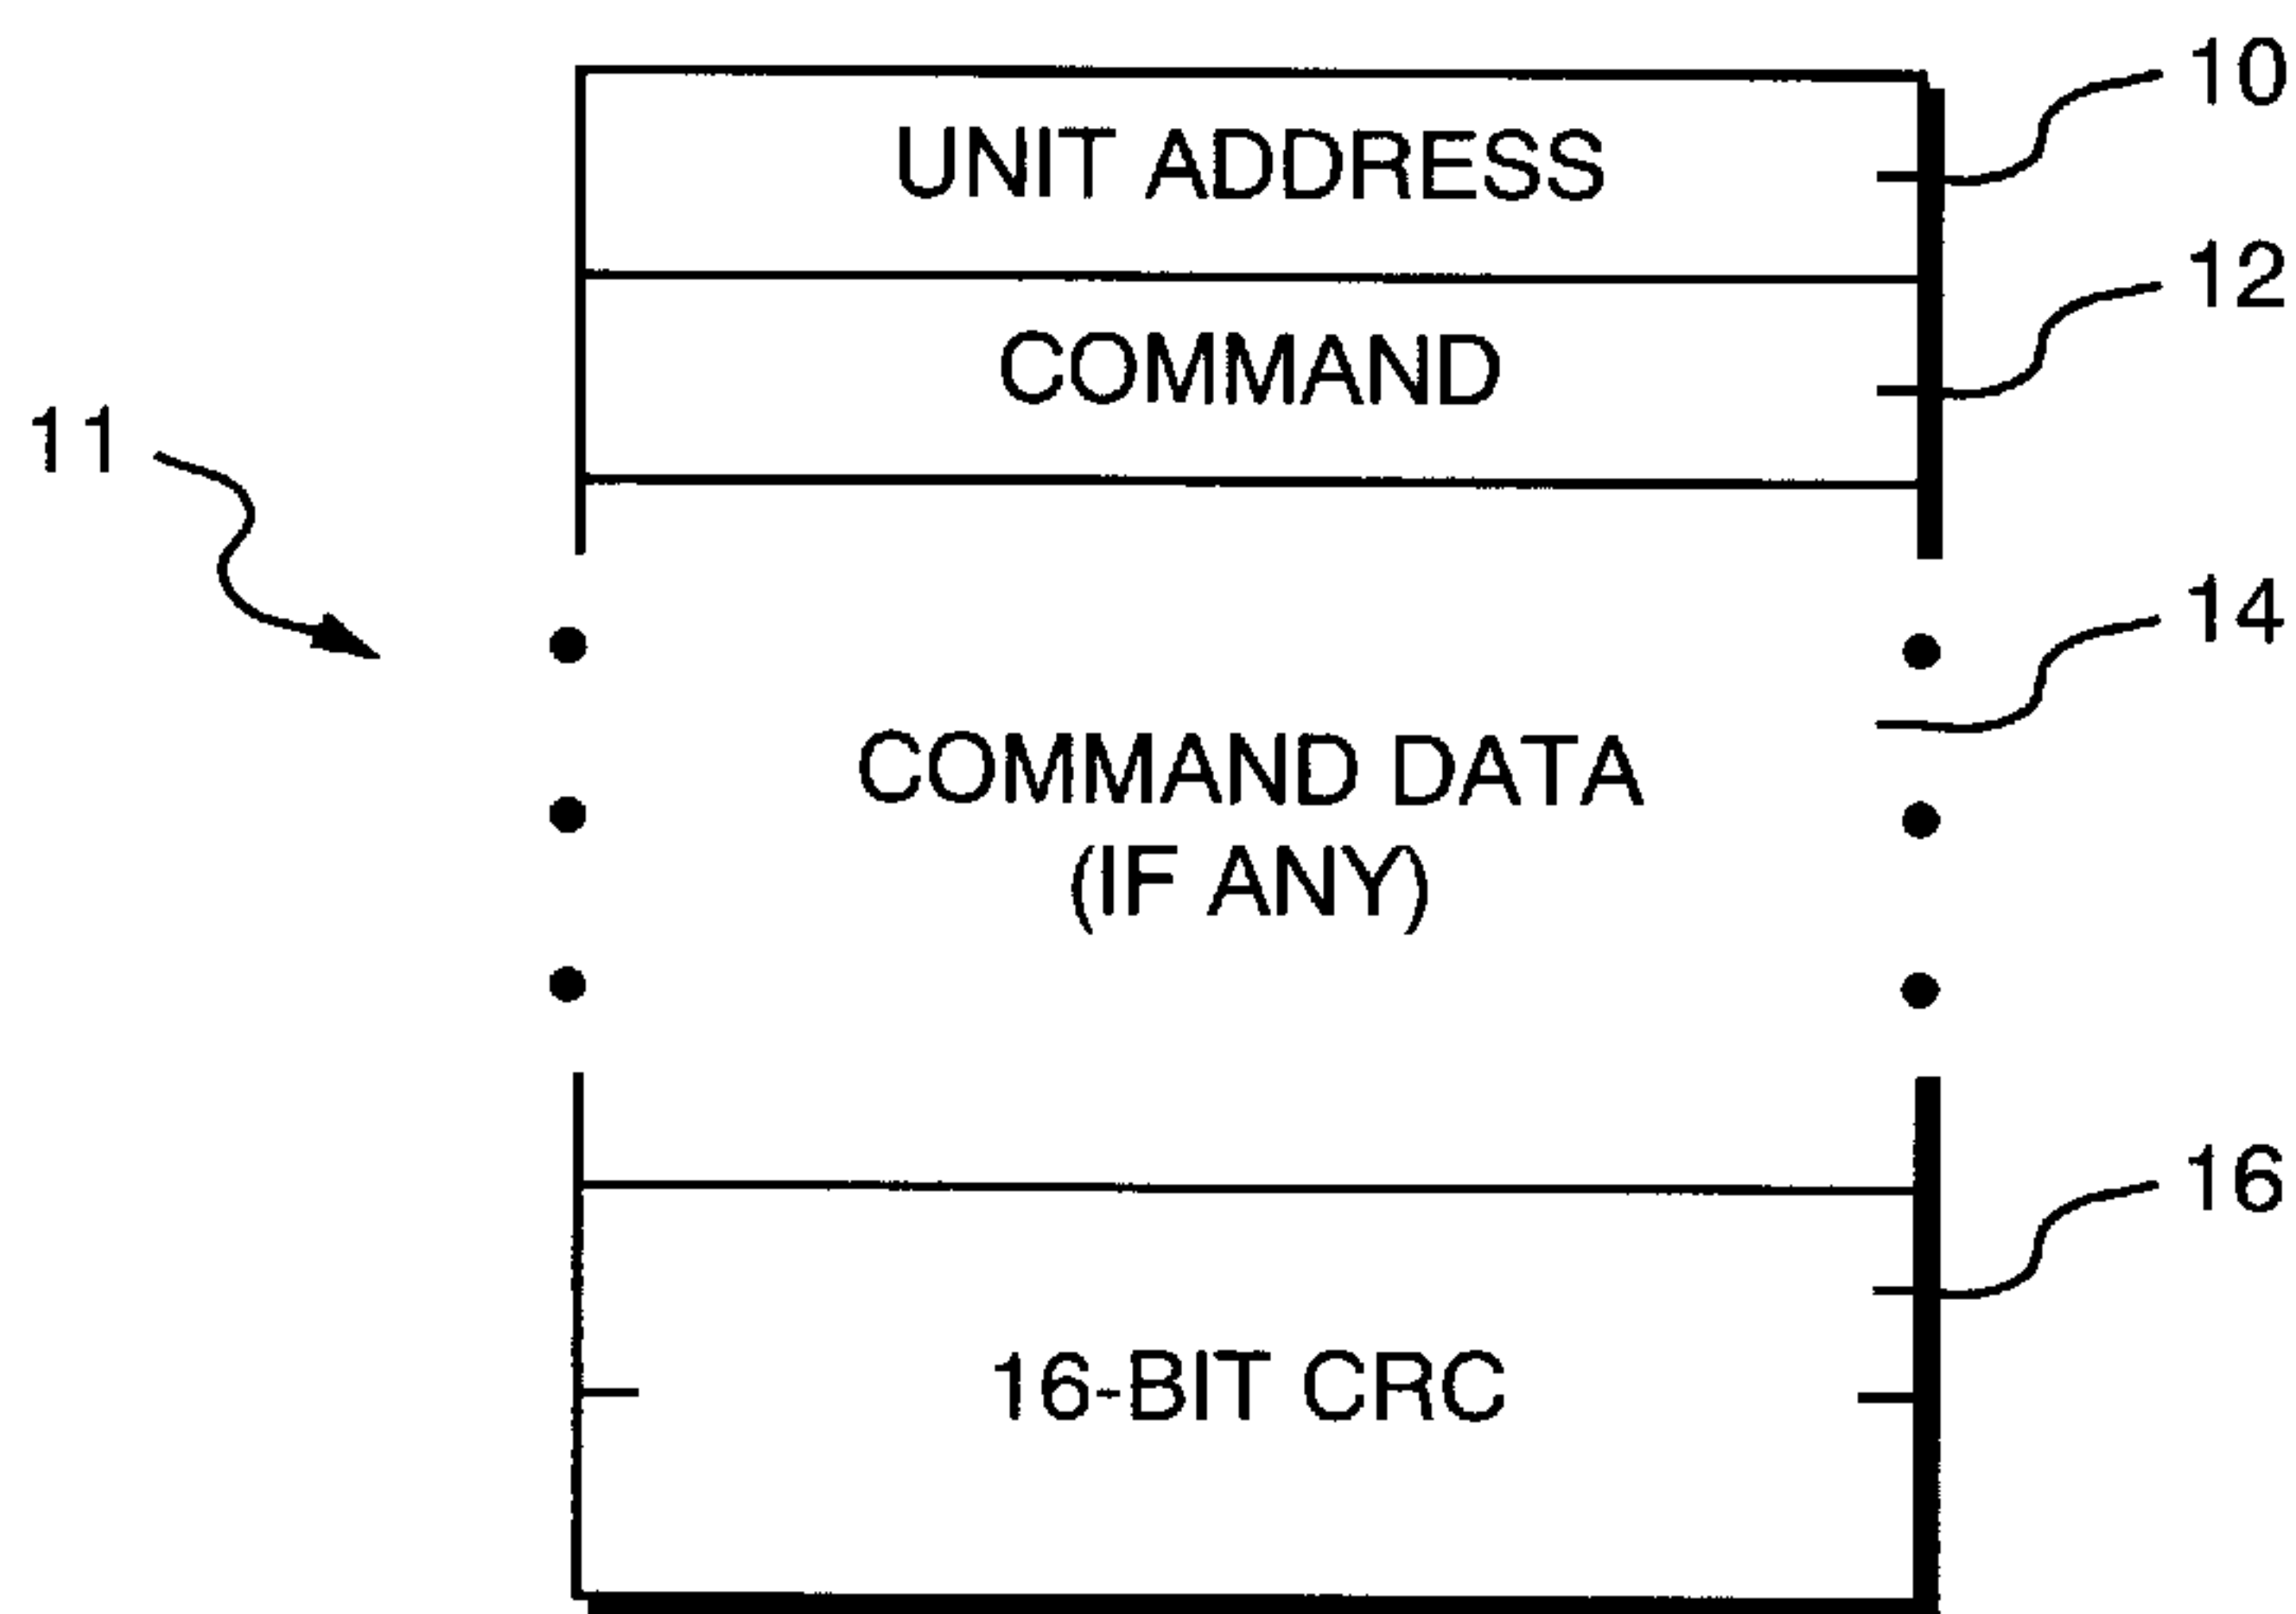 10
UNIT ADDRESS
12
COMMAND
11
14
COMMAND DATA
(IF ANY)
16
16-BIT CRC